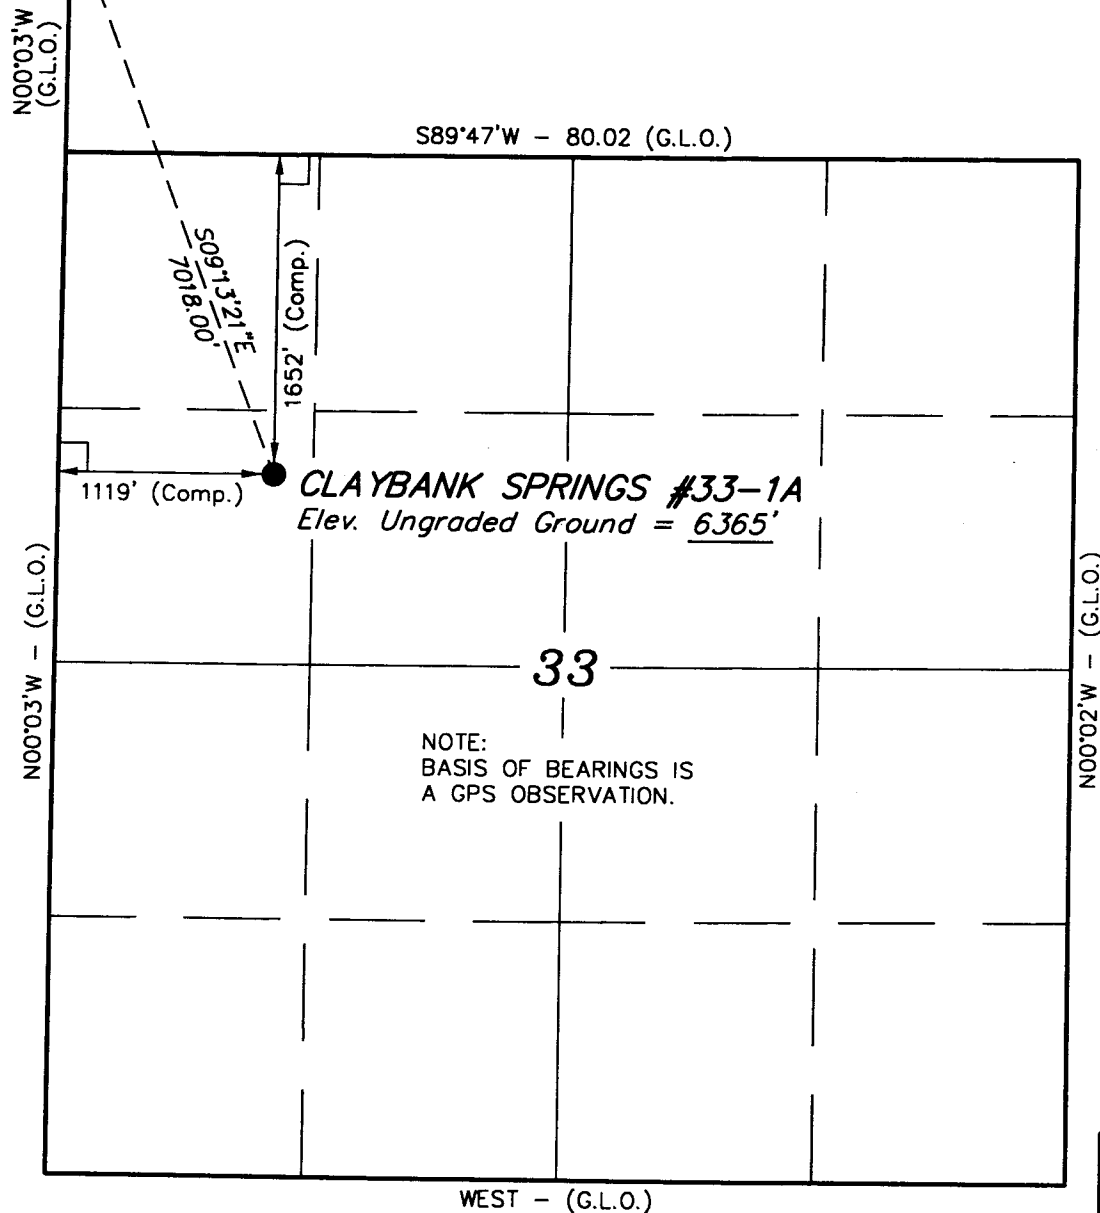 N00°03'W
(G.L.O.)
S89°47'W - 80.02 (G.L.O.)
S09°13'21"E
7018.00'
1652' (Comp.)
1119' (Comp.)
CLAYBANK SPRINGS #33-1A
Elev. Ungraded Ground = 6365'
N00°03'W - (G.L.O.)
N00°02'W - (G.L.O.)
33
NOTE:
BASIS OF BEARINGS IS
A GPS OBSERVATION.
WEST - (G.L.O.)